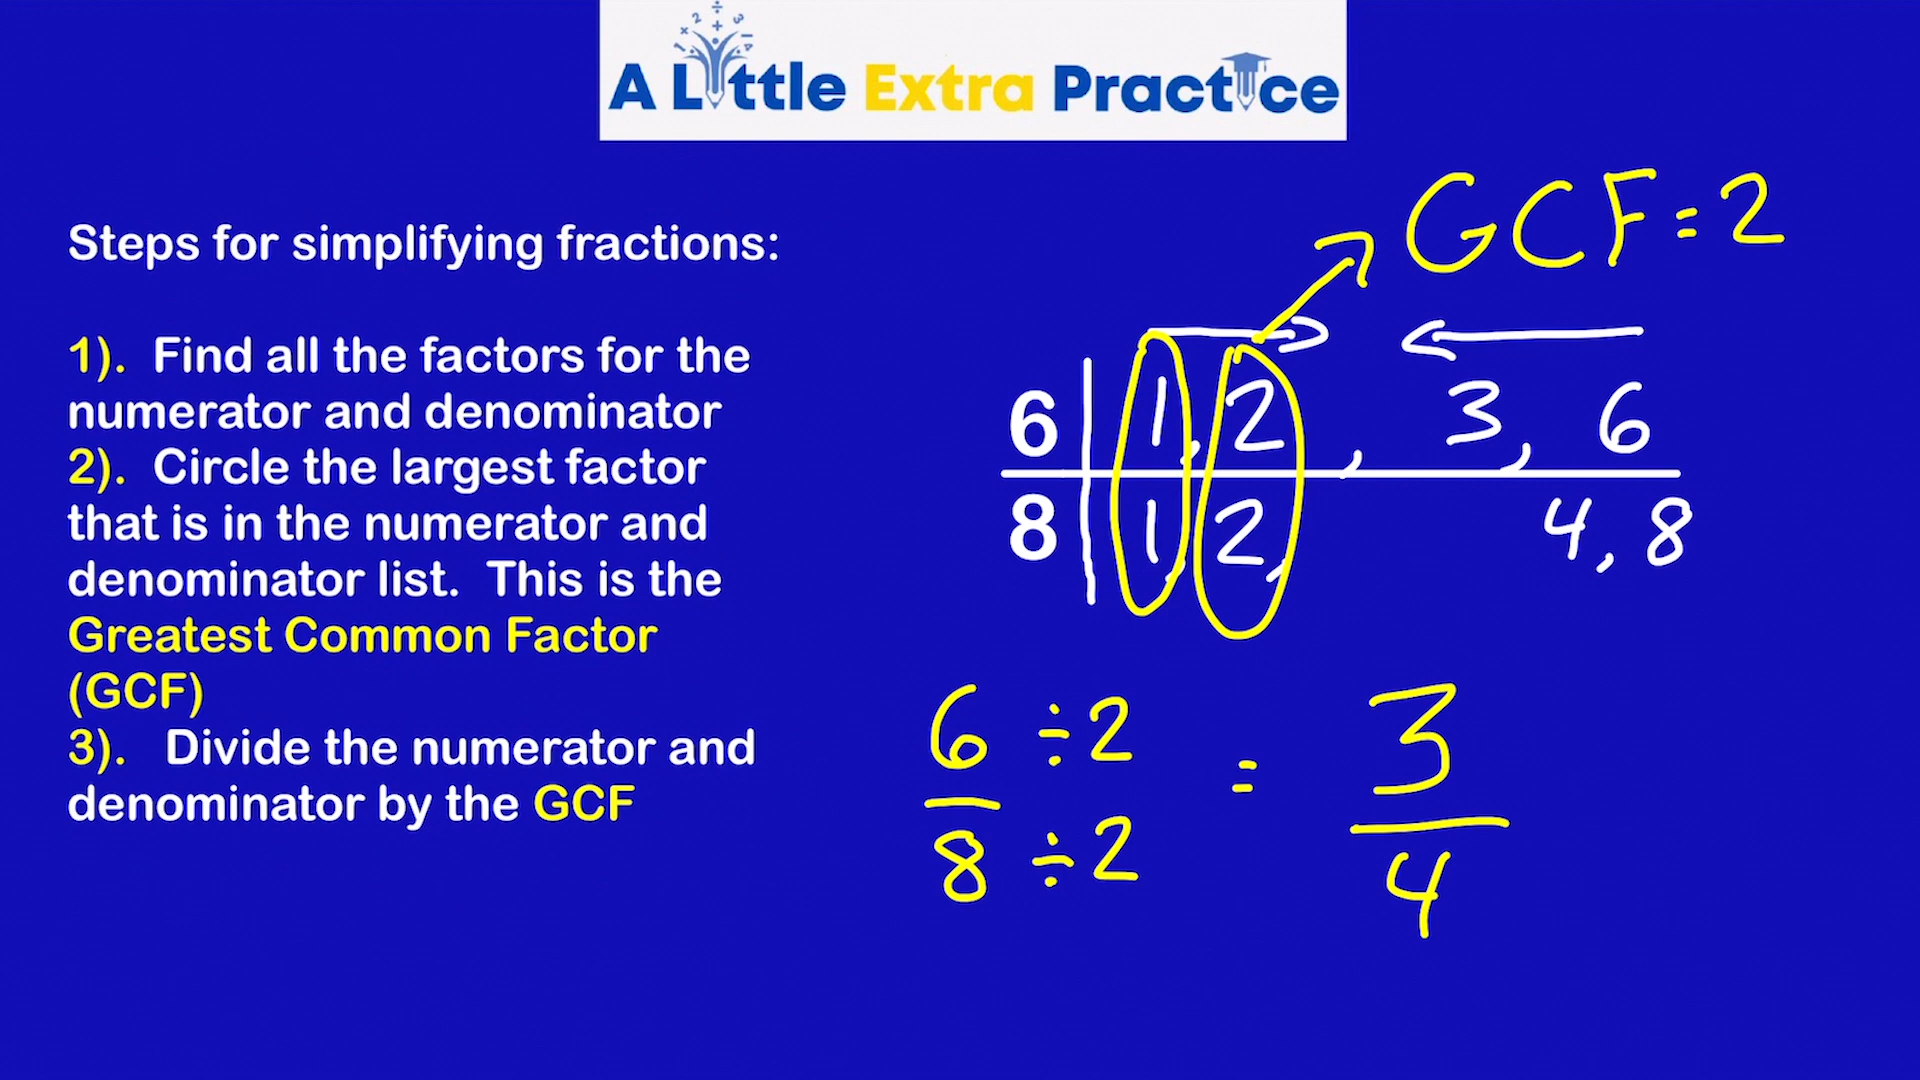 A Little Extra Practice
Steps for simplifying fractions:
1). Find all the factors for the
numerator and denominator
2). Circle the largest factor
that is in the numerator and
denominator list. This is the
Greatest Common Factor
(GCF)
3). Divide the numerator and
denominator by the GCF
GCF=2
6 1, 2, 3, 6
8 1, 2, 4, 8
6 ÷2
=
3
8 ÷2
4